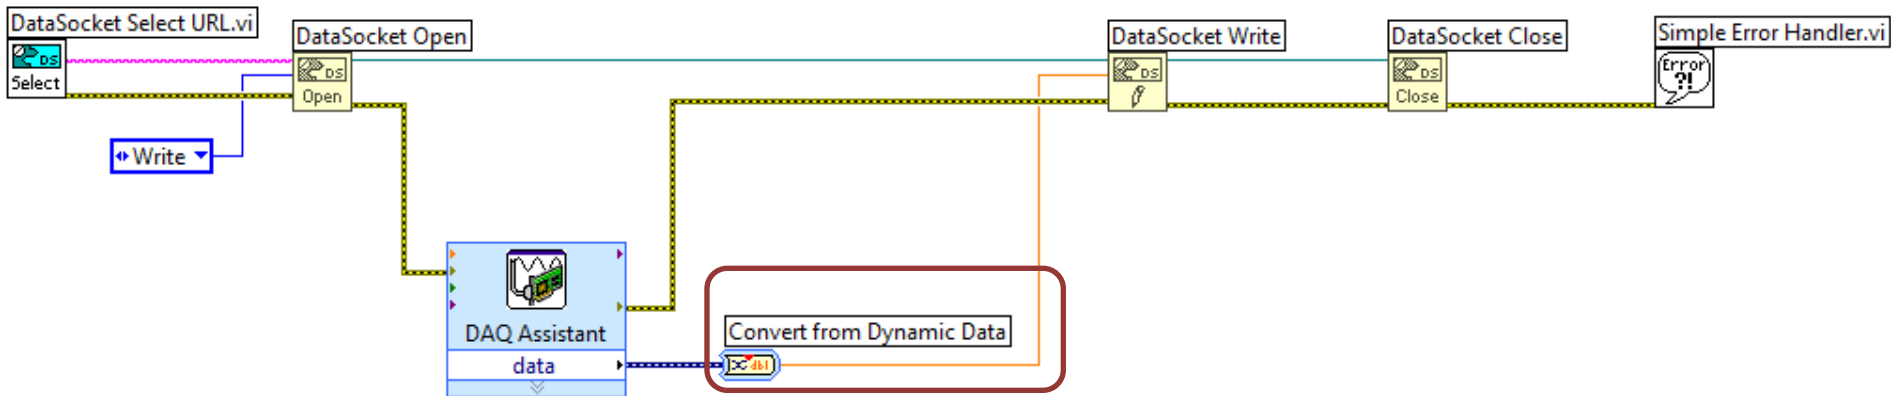 DataSocket Select URL.vi
DS
Select
DataSocket Open
DS
Open
Write
DataSocket Write
DS
DataSocket Close
DS
Close
Simple Error Handler.vi
Error
?!
DAQ Assistant
data
Convert from Dynamic Data
dbl